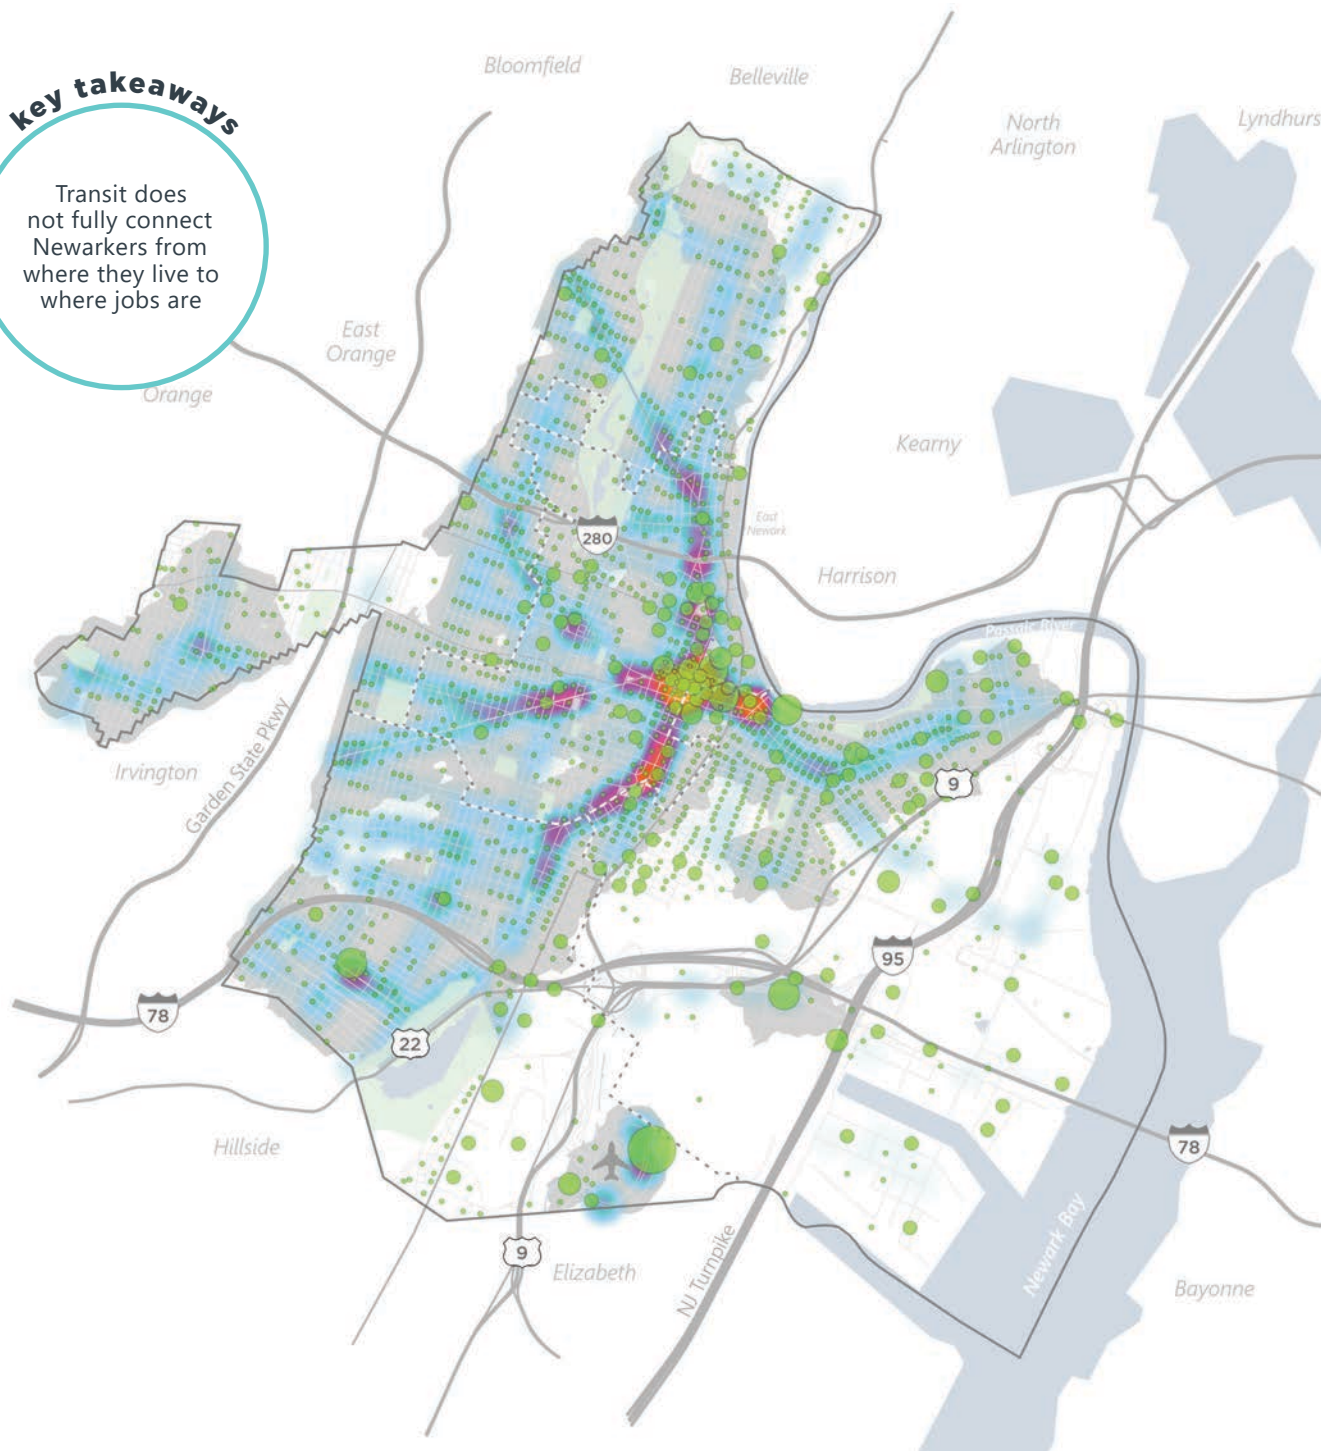 key takeaways
Transit does
not fully connect
Newarkers from
where they live to
where jobs are
Bloomfield
Belleville
North
Arlington
Lyndhurs
East
Orange
Orange
Kearny
East
Newark
280
Harrison
Passaic River
Irvington
Garden State Pkwy
9
95
78
22
Hillside
78
9
Elizabeth
NJ Turnpike
Newark Bay
Bayonne